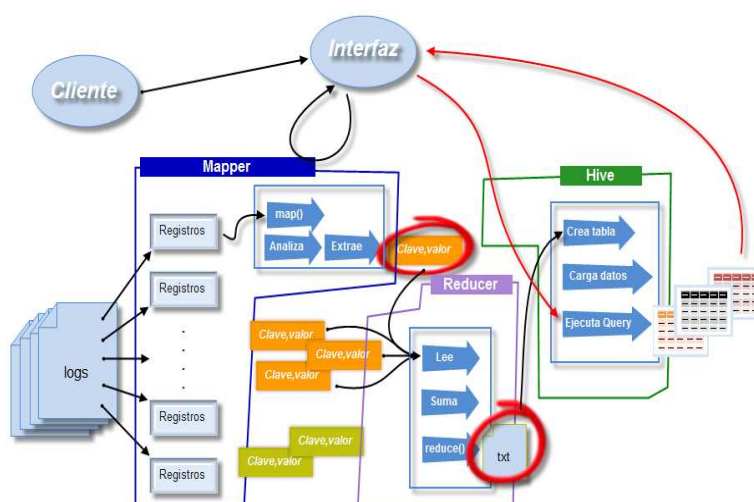 Interfaz
Cliente
Mapper
Hive
Registros
map()
Analiza
Extrae
Clave,valor
Crea tabla
Carga datos
Ejecuta Query
Registros
Reducer
Clave,valor
Clave,valor
Clave,valor
Lee
Suma
reduce()
txt
logs
Registros
Clave,valor
Clave,valor
Registros